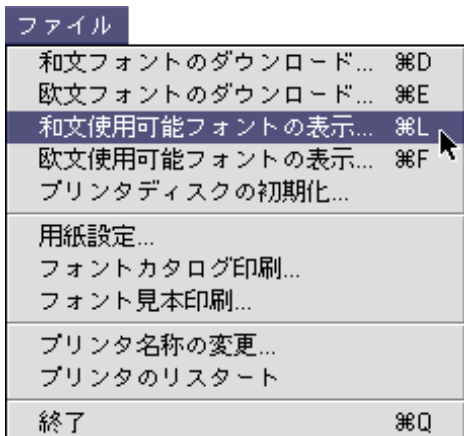 ファイル
和文フォントのダウンロード... ⌘D
欧文フォントのダウンロード... ⌘E
和文使用可能フォントの表示... ⌘L
欧文使用可能フォントの表示... ⌘F
プリンタディスクの初期化...
用紙設定...
フォントカタログ印刷...
フォント見本印刷...
プリンタ名称の変更...
プリンタのリスタート
終了 ⌘Q